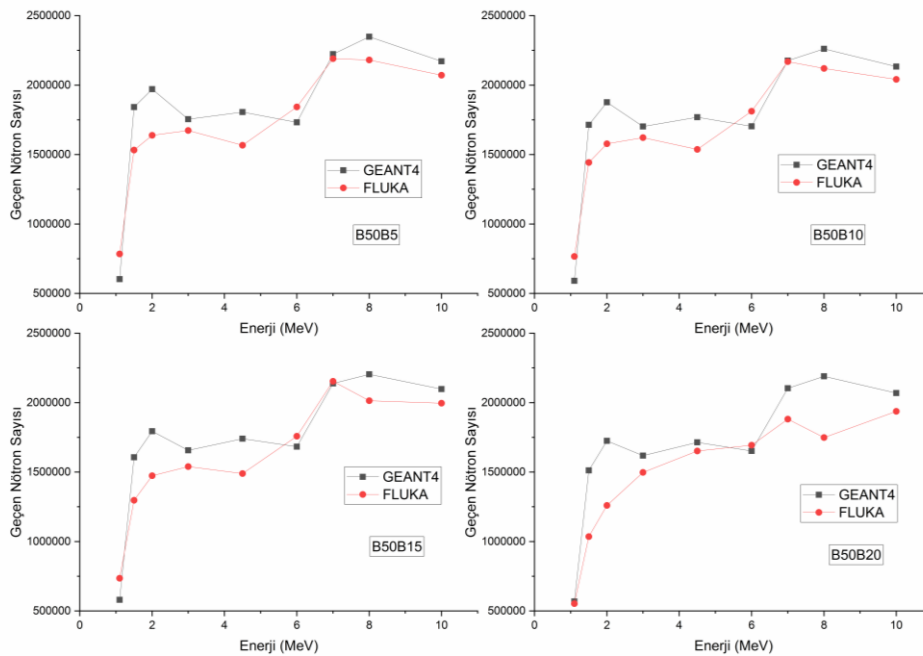 2500000
2000000
1500000
1000000
500000
Geçen Nötron Sayısı
GEANT4
FLUKA
B50B5
0 2 4 6 8 10
Enerji (MeV)
2500000
2000000
1500000
1000000
500000
Geçen Nötron Sayısı
GEANT4
FLUKA
B50B10
0 2 4 6 8 10
Enerji (MeV)
2500000
2000000
1500000
1000000
500000
Geçen Nötron Sayısı
GEANT4
FLUKA
B50B15
0 2 4 6 8 10
Enerji (MeV)
2500000
2000000
1500000
1000000
500000
Geçen Nötron Sayısı
GEANT4
FLUKA
B50B20
0 2 4 6 8 10
Enerji (MeV)